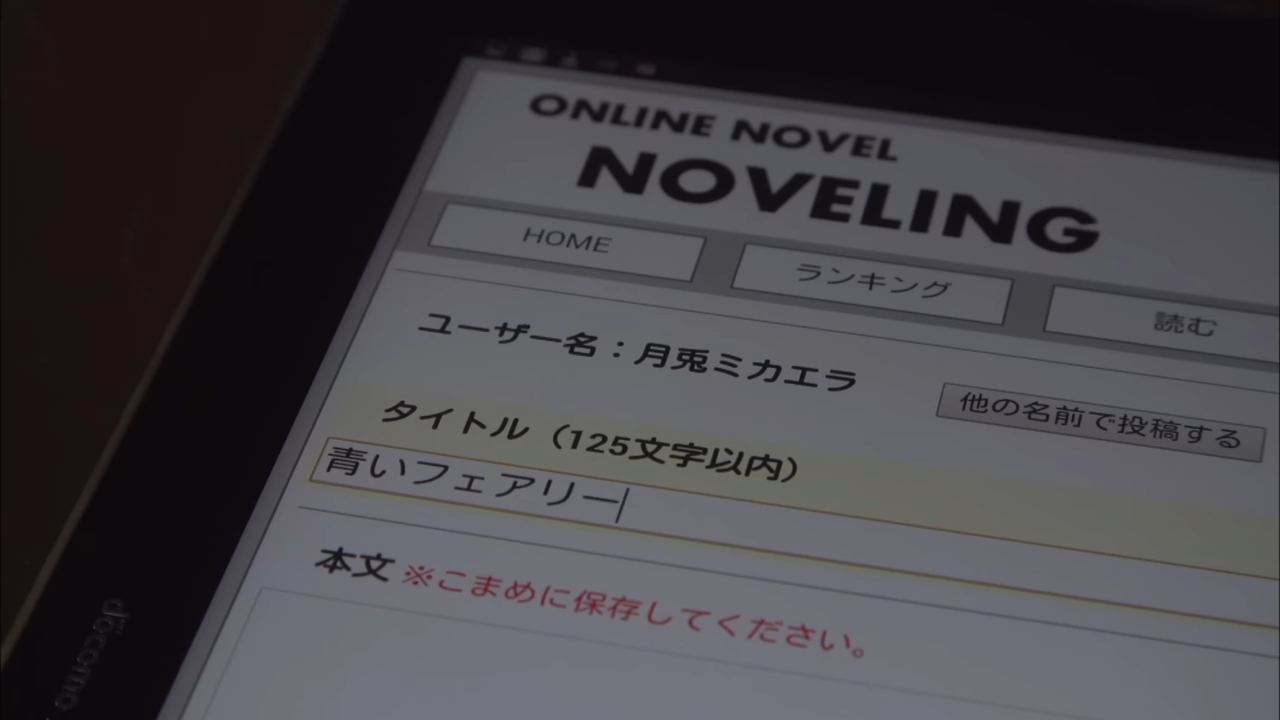 ONLINE NOVEL
NOVELING
HOME
ランキング
読む
ユーザー名：月兎ミカエラ
他の名前で投稿する
タイトル（125文字以内）
青いフェアリー
本文 ※こまめに保存してください。
docomo